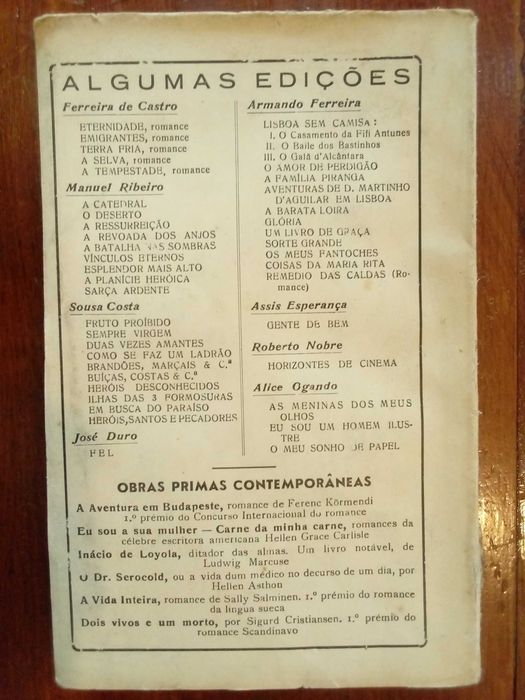 ALGUMAS EDIÇÕES
Ferreira de Castro
ETERNIDADE, romance
EMIGRANTES, romance
TERRA FRIA, romance
A SELVA, romance
A TEMPESTADE, romance
Manuel Ribeiro
A CATEDRAL
O DESERTO
A RESSURREIÇÃO
A REVOADA DOS ANJOS
A BATALHA NAS SOMBRAS
VÍNCULOS ETERNOS
ESPLENDOR MAIS ALTO
A PLANÍCIE HERÓICA
SARÇA ARDENTE
Sousa Costa
FRUTO PROÍBIDO
SEMPRE VIRGEM
DUAS VEZES AMANTES
COMO SE FAZ UM LADRÃO
BRANDÕES, MARÇAIS & C.ª
BUÍÇAS, COSTAS & C.ª
HERÓIS DESCONHECIDOS
ILHAS DAS 3 FORMOSURAS
EM BUSCA DO PARAÍSO
HERÓIS, SANTOS E PECADORES
José Duro
FEL
Armando Ferreira
LISBOA SEM CAMISA:
I. O Casamento da Fifi Antunes
II. O Baile dos Bastinhos
III. O Galã d'Alcântara
O AMOR DE PERDIGÃO
A FAMÍLIA PIRANGA
AVENTURAS DE D. MARTINHO
D'AGUILAR EM LISBOA
A BARATA LOIRA
GLÓRIA
UM LIVRO DE GRAÇA
SORTE GRANDE
OS MEUS FANTOCHES
COISAS DA MARIA RITA
REMEDIO DAS CALDAS (Ro-
mance)
Assis Esperança
GENTE DE BEM
Roberto Nobre
HORIZONTES DE CINEMA
Alice Ogando
AS MENINAS DOS MEUS
OLHOS
EU SOU UM HOMEM ILUS-
TRE
O MEU SONHO DE PAPEL
OBRAS PRIMAS CONTEMPORÂNEAS
A Aventura em Budapeste, romance de Ferenc Körmendi
1.º prémio do Concurso Internacional do romance
Eu sou a sua mulher — Carne da minha carne, romances da
célebre escritora americana Hellen Grace Carlisle
Inácio de Loyola, ditador das almas. Um livro notável, de
Ludwig Marcuse
O Dr. Serocold, ou a vida dum médico no decurso de um dia, por
Hellen Asthon
A Vida Inteira, romance de Sally Salminen. 1.º prémio do romance
da língua sueca
Dois vivos e um morto, por Sigurd Cristiansen. 1.º prémio do
romance Scandinavo